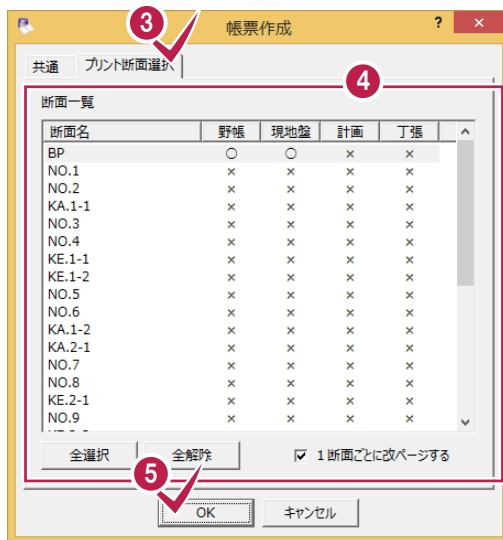 3
帳票作成
? ×
共通 プリント断面選択
4
断面一覧
断面名 野帳 現地盤 計画 丁張
BP ○ ○ × ×
NO.1 × × × ×
NO.2 × × × ×
KA.1-1 × × × ×
NO.3 × × × ×
NO.4 × × × ×
KE.1-1 × × × ×
KE.1-2 × × × ×
NO.5 × × × ×
NO.6 × × × ×
KA.1-2 × × × ×
KA.2-1 × × × ×
NO.7 × × × ×
NO.8 × × × ×
KE.2-1 × × × ×
NO.9 × × × ×
全選択 全解除 1断面ごとに改ページする
5
OK キャンセル